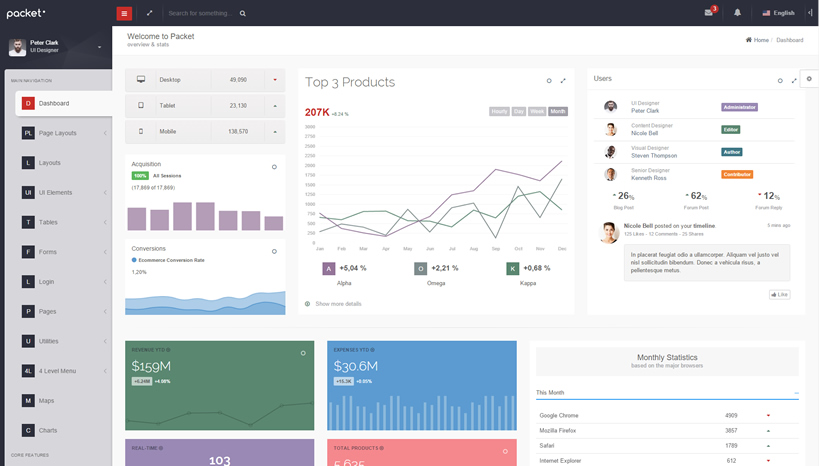 packet
Search for something...
3
English
Peter Clark
UI Designer
MAIN NAVIGATION
D Dashboard
PL Page Layouts
L Layouts
UI UI Elements
T Tables
F Forms
L Login
P Pages
U Utilities
4L 4 Level Menu
M Maps
C Charts
CORE FEATURES
Welcome to Packet
overview & stats
Home / Dashboard
Desktop 49,090
Tablet 23,130
Mobile 138,570
Acquisition
100% All Sessions
(17,869 of 17,869)
Conversions
Ecommerce Conversion Rate
1,28%
Top 3 Products
207K +8,24 %
Hourly Day Week Month
3000
2750
2500
2250
2000
1750
1500
1250
1000
750
500
250
0
Jan Feb Mar Apr May Jun Jul Aug Sep Oct Nov Dec
A +5,04 %
Alpha
O +2,21 %
Omega
K +0,68 %
Kappa
Show more details
Users
UI Designer
Peter Clark
Administrator
Content Designer
Nicole Bell
Editor
Visual Designer
Steven Thompson
Author
Senior Designer
Kenneth Ross
Contributor
26%
Blog Post
62%
Forum Post
12%
Forum Reply
Nicole Bell posted on your timeline. 5 mins ago
125 Likes - 12 Comments - 25 Shares
In placerat feugiat odio a ullamcorper. Aliquam vel justo vel
nisl sollicitudin bibendum. Donec a vehicula risus, a
pellentesque metus.
Like
REVENUE YTD
$159M
+4.08%
EXPENSES YTD
$30.6M
REAL-TIME
103
TOTAL PRODUCTS
5,625
Monthly Statistics
based on the major browsers
This Month
Google Chrome 4909
Mozilla Firefox 3857
Safari 1789
Internet Explorer 612